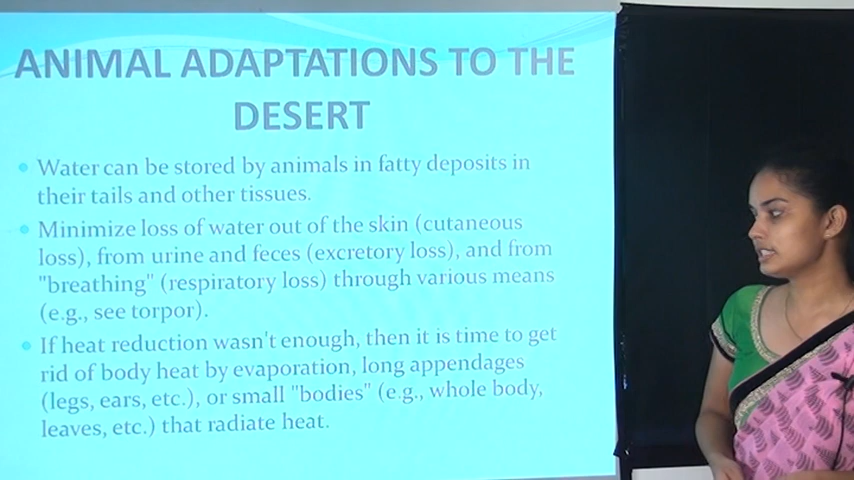 ANIMAL ADAPTATIONS TO THE
DESERT
Water can be stored by animals in fatty deposits in
their tails and other tissues.
Minimize loss of water out of the skin (cutaneous
loss), from urine and feces (excretory loss), and from
"breathing" (respiratory loss) through various means
(e.g., see torpor).
If heat reduction wasn't enough, then it is time to get
rid of body heat by evaporation, long appendages
(legs, ears, etc.), or small "bodies" (e.g., whole body,
leaves, etc.) that radiate heat.